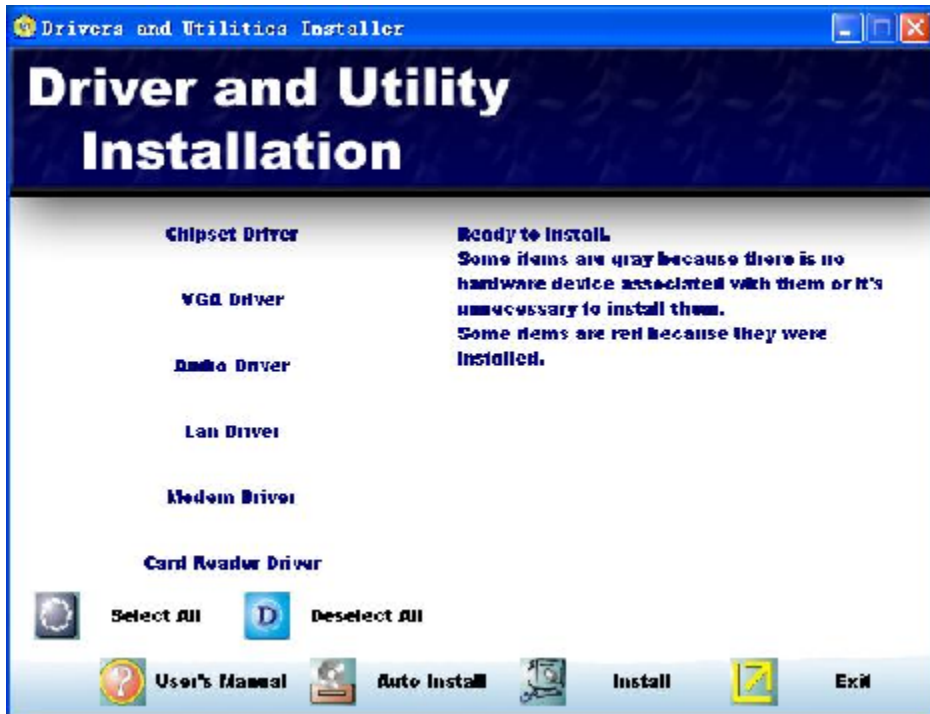 Drivers and Utilities Installer
Driver and Utility
Installation
Chipset Driver
VGA Driver
Audio Driver
Lan Driver
Modem Driver
Card Reader Driver
Ready to install.
Some items are gray because there is no
hardware device associated with them or it's
unnecessary to install them.
Some items are red because they were
installed.
Select All
D
Deselect All
User's Manual
Auto Install
Install
Exit